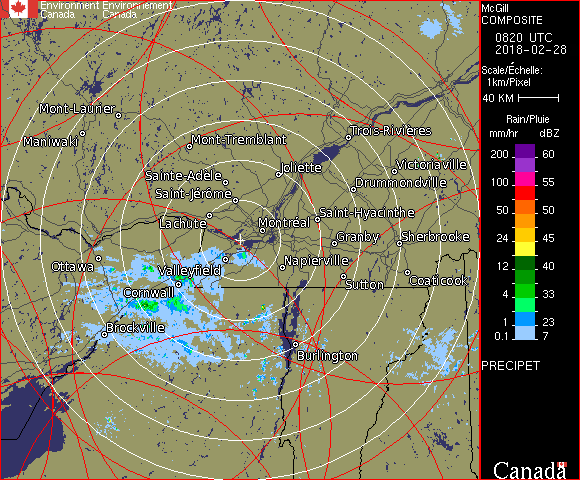 Environment Environnement
Canada Canada
McGill
COMPOSITE
0820 UTC
2018-02-28
Scale/Échelle:
1km/Pixel
40 KM
Rain/Pluie
mm/hr dBZ
200 60
100 55
50 50
24 45
12 40
4 33
1 23
0.1 7
PRECIPET
Canada
Mont-Laurier
Maniwaki
Mont-Tremblant
Trois-Rivières
Joliette
Victoriaville
Sainte-Adèle
Drummondville
Saint-Jérôme
Saint-Hyacinthe
Lachute
Montréal
Granby
Sherbrooke
Ottawa
Valleyfield
Napierville
Cornwall
Sutton
Coaticook
Brockville
Burlington